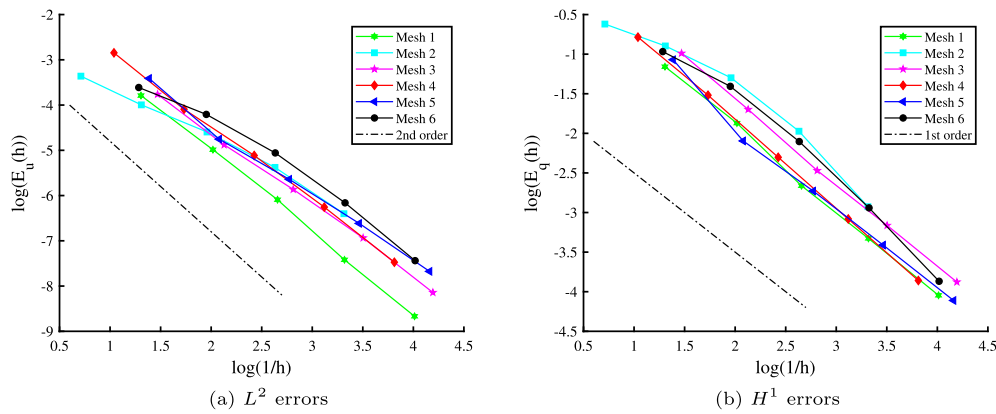 -2
-3
-4
-5
-6
-7
-8
-9
log(E_u(h))
0.5 1 1.5 2 2.5 3 3.5 4 4.5
log(1/h)
Mesh 1
Mesh 2
Mesh 3
Mesh 4
Mesh 5
Mesh 6
2nd order
(a) L² errors
-0.5
-1
-1.5
-2
-2.5
-3
-3.5
-4
-4.5
log(E_q(h))
0.5 1 1.5 2 2.5 3 3.5 4 4.5
log(1/h)
Mesh 1
Mesh 2
Mesh 3
Mesh 4
Mesh 5
Mesh 6
1st order
(b) H¹ errors